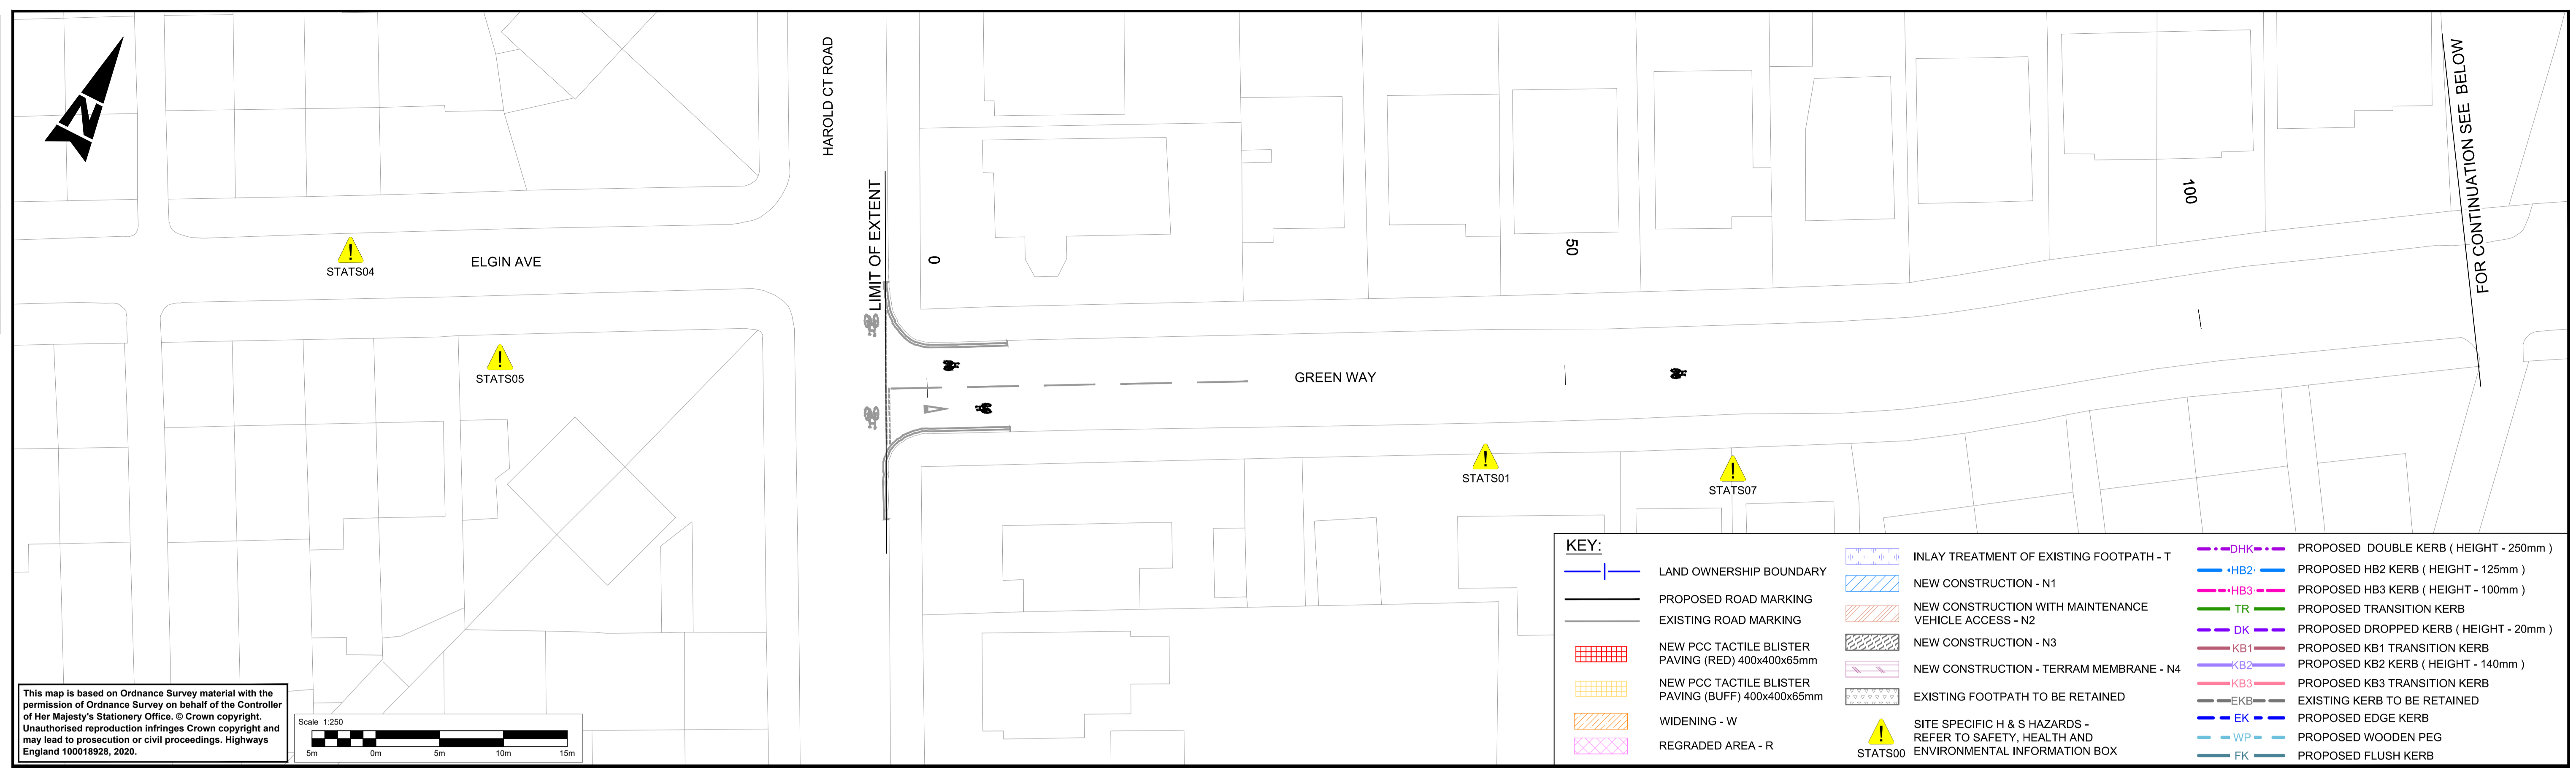 N
HAROLD CT ROAD
LIMIT OF EXTENT
FOR CONTINUATION SEE BELOW
0
50
100
ELGIN AVE
GREEN WAY
STATS04
STATS05
STATS01
STATS07
This map is based on Ordnance Survey material with the
permission of Ordnance Survey on behalf of the Controller
of Her Majesty's Stationery Office. © Crown copyright.
Unauthorised reproduction infringes Crown copyright and
may lead to prosecution or civil proceedings. Highways
England 100018928, 2020.
Scale 1:250
5m 0m 5m 10m 15m
KEY:
LAND OWNERSHIP BOUNDARY
PROPOSED ROAD MARKING
EXISTING ROAD MARKING
NEW PCC TACTILE BLISTER
PAVING (RED) 400x400x65mm
NEW PCC TACTILE BLISTER
PAVING (BUFF) 400x400x65mm
WIDENING - W
REGRADED AREA - R
INLAY TREATMENT OF EXISTING FOOTPATH - T
NEW CONSTRUCTION - N1
NEW CONSTRUCTION WITH MAINTENANCE
VEHICLE ACCESS - N2
NEW CONSTRUCTION - N3
NEW CONSTRUCTION - TERRAM MEMBRANE - N4
EXISTING FOOTPATH TO BE RETAINED
STATS00
SITE SPECIFIC H & S HAZARDS -
REFER TO SAFETY, HEALTH AND
ENVIRONMENTAL INFORMATION BOX
DHK PROPOSED DOUBLE KERB ( HEIGHT - 250mm )
HB2 PROPOSED HB2 KERB ( HEIGHT - 125mm )
HB3 PROPOSED HB3 KERB ( HEIGHT - 100mm )
TR PROPOSED TRANSITION KERB
DK PROPOSED DROPPED KERB ( HEIGHT - 20mm )
KB1 PROPOSED KB1 TRANSITION KERB
KB2 PROPOSED KB2 KERB ( HEIGHT - 140mm )
KB3 PROPOSED KB3 TRANSITION KERB
EKB EXISTING KERB TO BE RETAINED
EK PROPOSED EDGE KERB
WP PROPOSED WOODEN PEG
FK PROPOSED FLUSH KERB